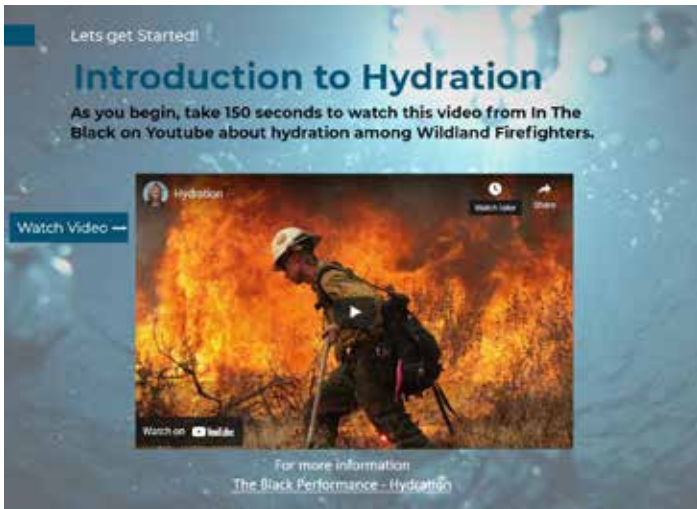 Lets get Started!
Introduction to Hydration
As you begin, take 150 seconds to watch this video from In The
Black on Youtube about hydration among Wildland Firefighters.
Hydration
Watch later
Share
Watch Video →
Watch on YouTube
For more information
The Black Performance - Hydration